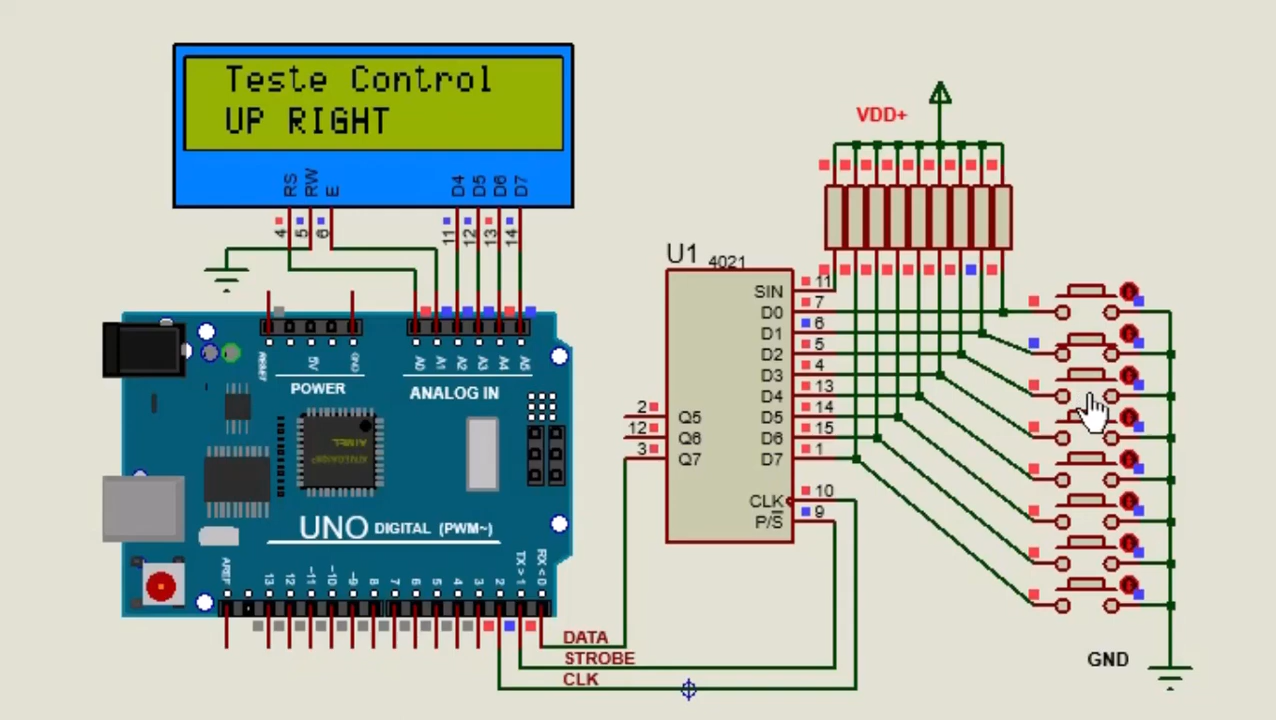 Teste Control
UP RIGHT
RS RW E D4 D5 D6 D7
4 5 6 11 12 13 14
VDD+
U1 4021
SIN 11
D0 7
D1 6
D2 5
D3 4
D4 13
D5 14
D6 15
D7 1
2 Q5
12 Q6
3 Q7
CLK 10
P/S 9
RESET 5V GND
POWER
A0 A1 A2 A3 A4 A5
ANALOG IN
UNO DIGITAL (PWM~)
AREF 13 12 ~11 ~10 ~9 8 7 6 5 4 3 2 TX > 1 RX < 0
DATA
STROBE
CLK
GND